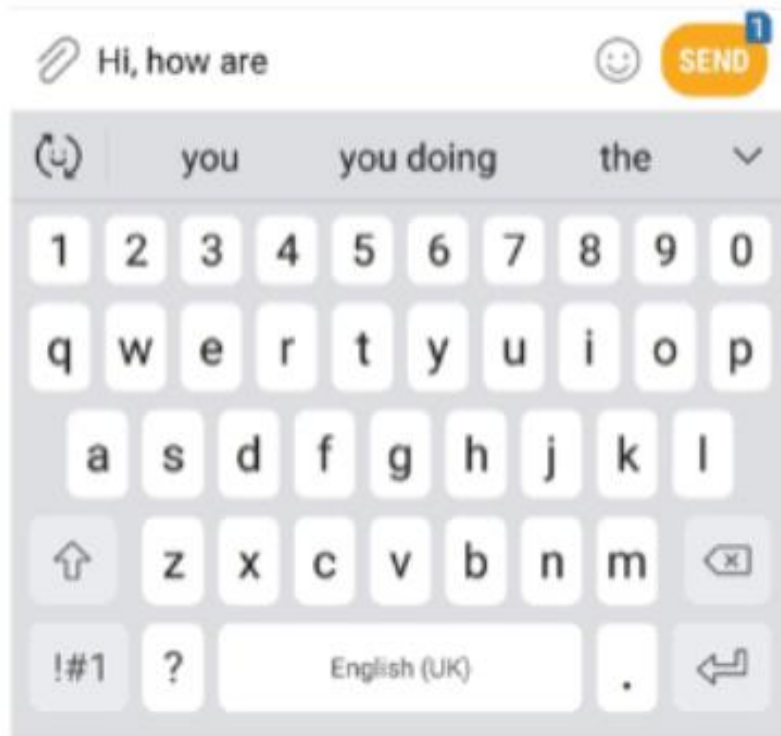 1
Hi, how are SEND
you you doing the
1 2 3 4 5 6 7 8 9 0
q w e r t y u i o p
a s d f g h j k l
z x c v b n m
!#1 ? English (UK) .